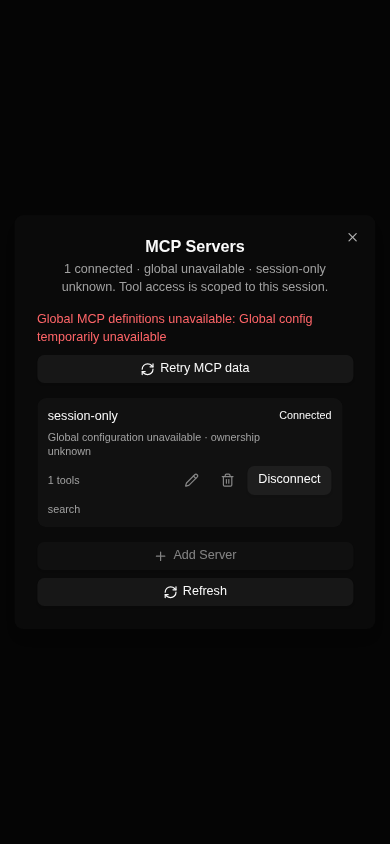 MCP Servers
1 connected · global unavailable · session-only
unknown. Tool access is scoped to this session.
Global MCP definitions unavailable: Global config
temporarily unavailable
Retry MCP data
session-only
Connected
Global configuration unavailable · ownership
unknown
1 tools
Disconnect
search
Add Server
Refresh